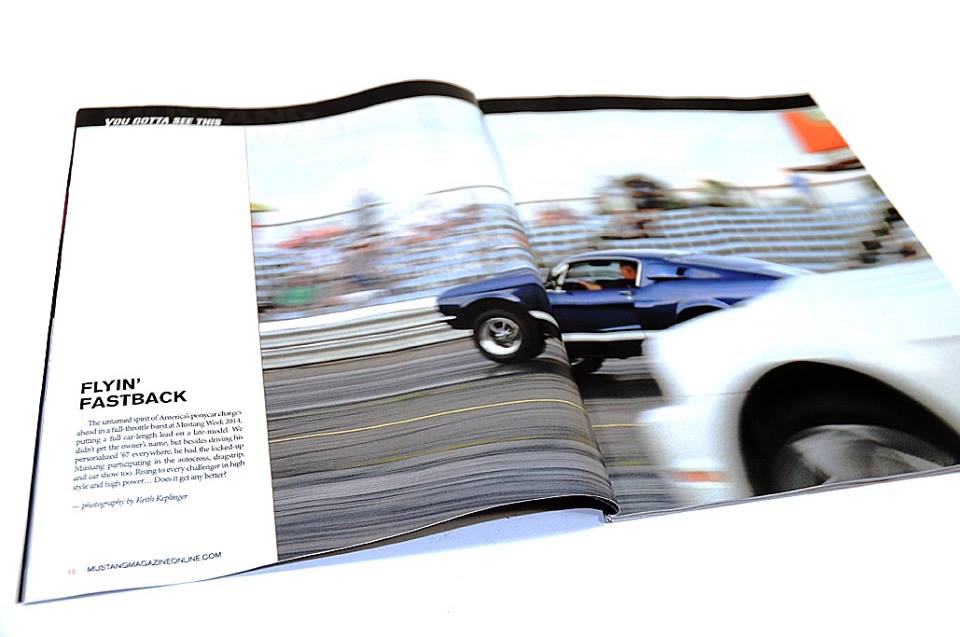 YOU GOTTA SEE THIS
FLYIN'
FASTBACK
The untamed spirit of America's ponycar charges
ahead in a full-throttle burst at Mustang Week 2014,
putting a full car-length lead on a late-model. We
didn't get the owner's name, but besides driving his
personalized '67 everywhere, he had the locked-up
Mustang participating in the autocross, dragstrip,
and car show too. Rising to every challenger in high
style and high power… Does it get any better?
— photography by Keith Keplinger
MUSTANGMAGAZINEONLINE.COM